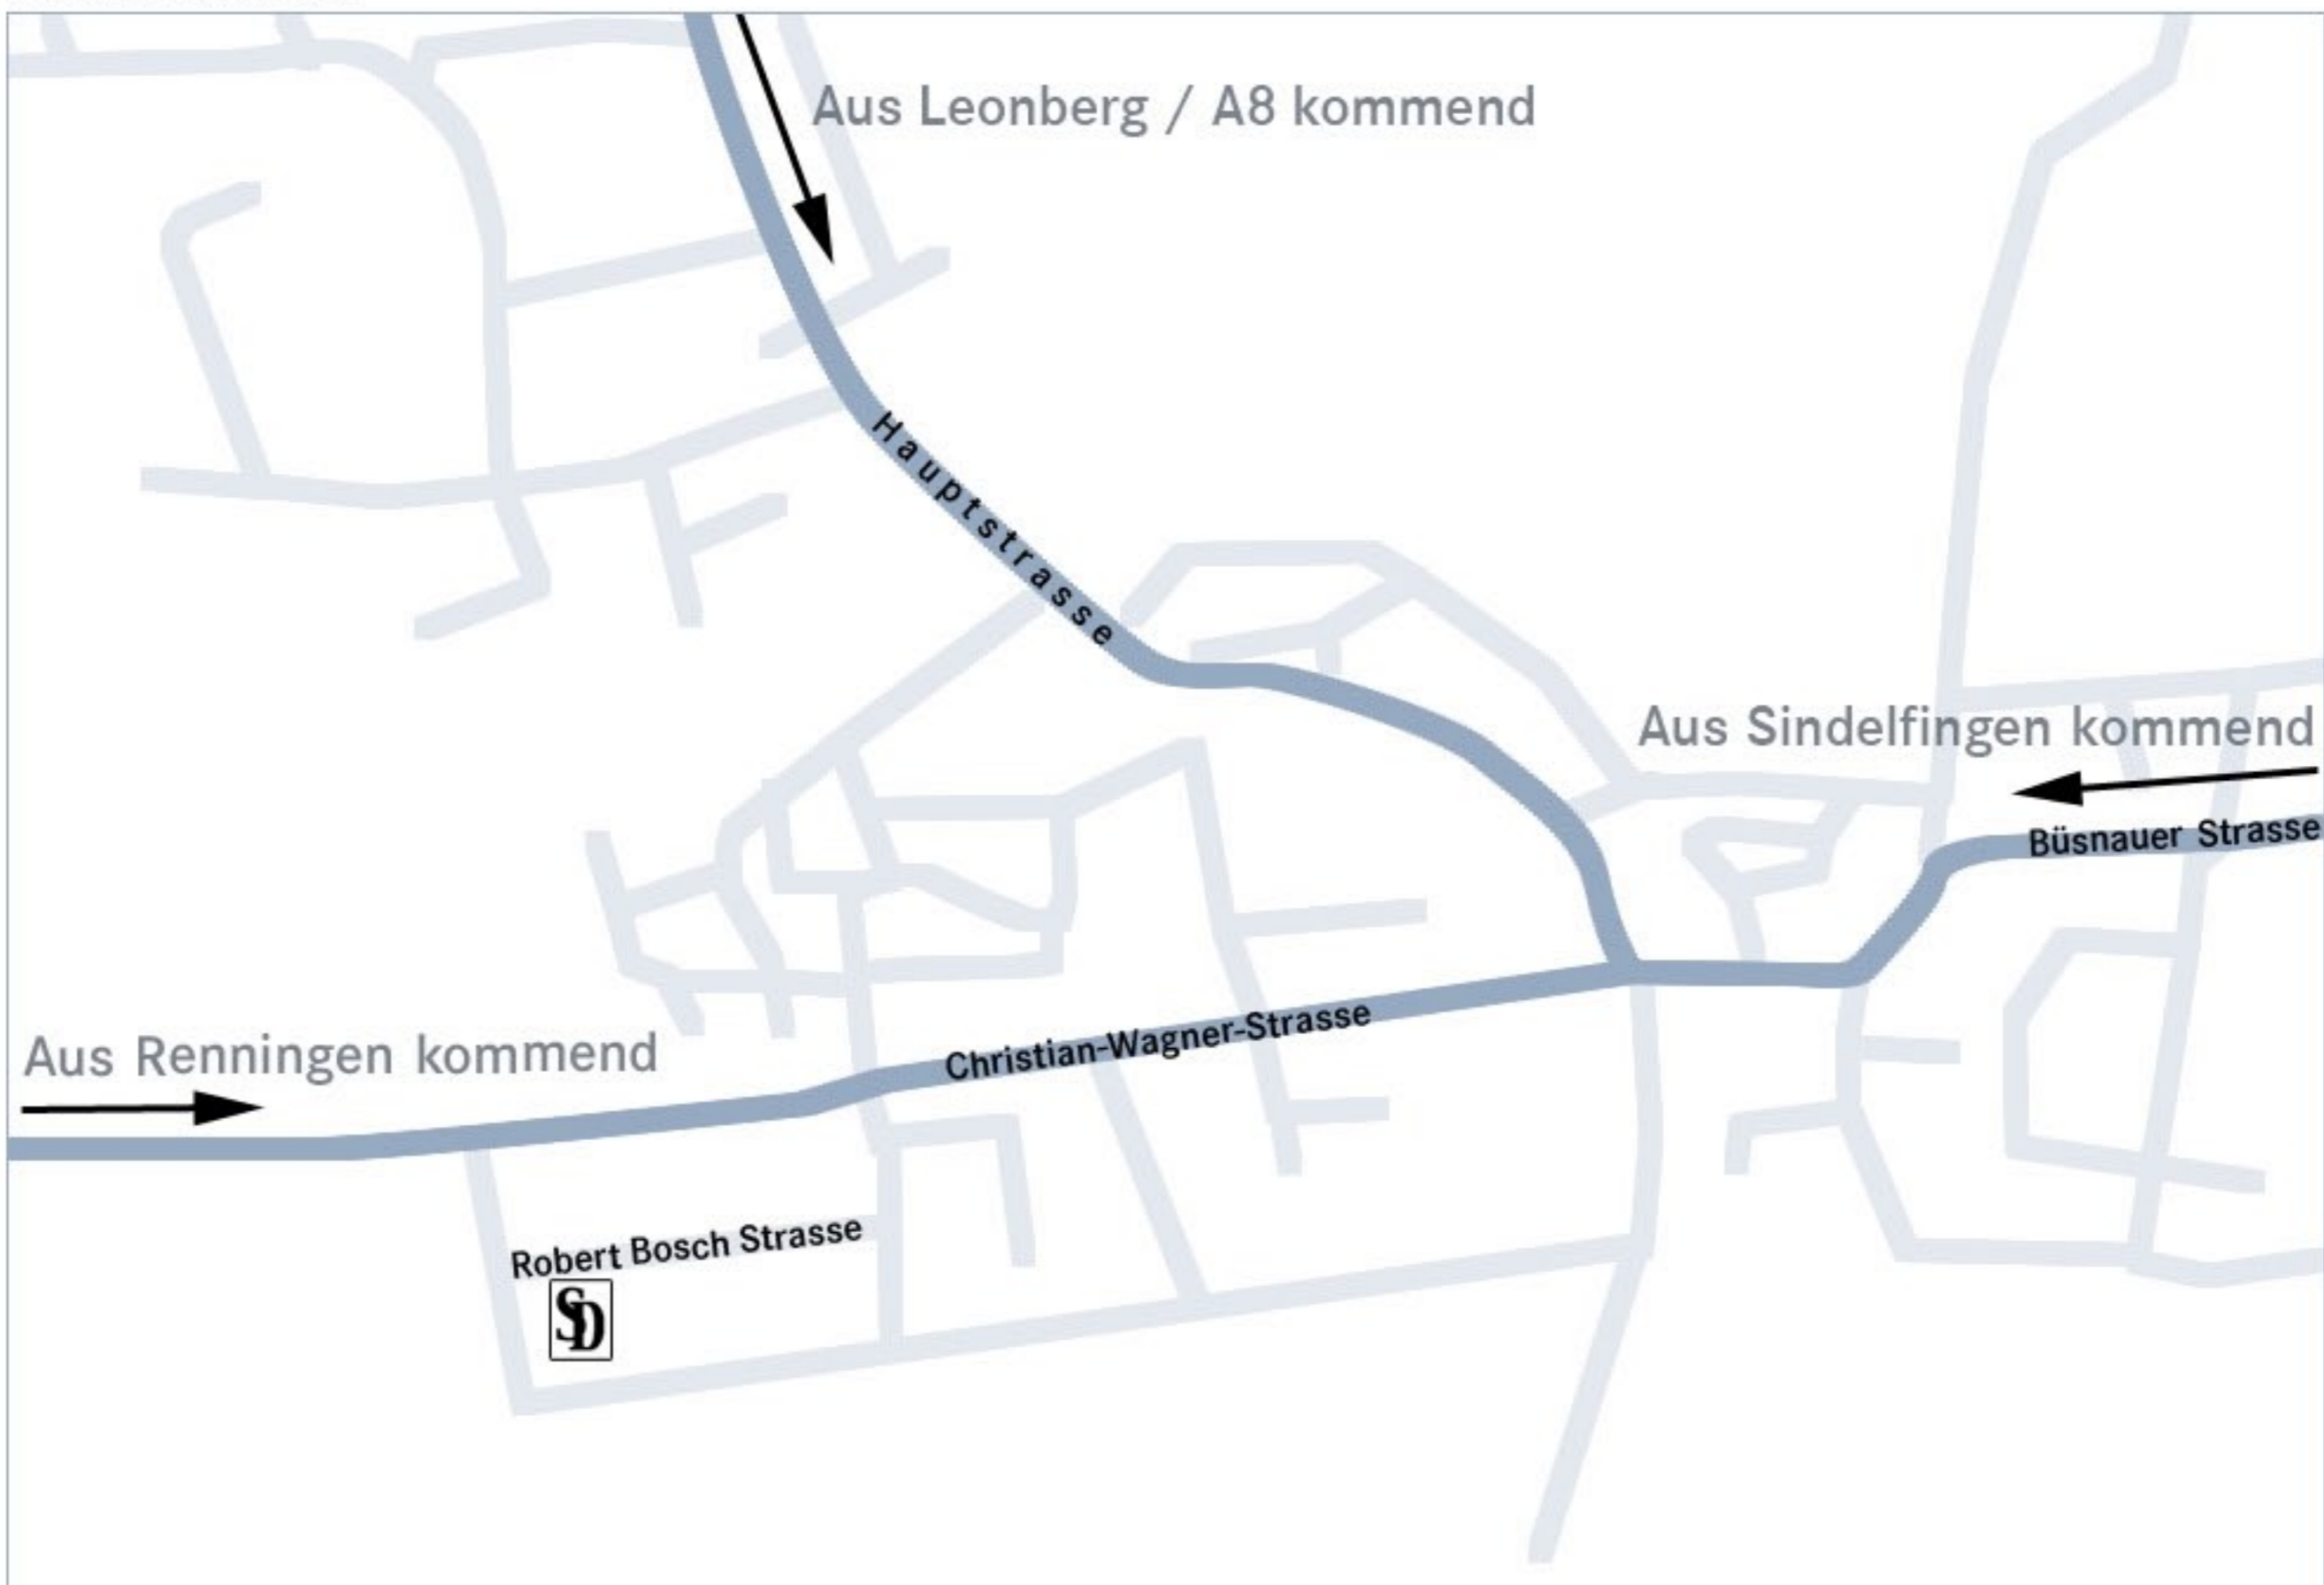 Aus Leonberg / A8 kommend
Hauptstrasse
Aus Sindelfingen kommend
Büsnauer Strasse
Aus Renningen kommend
Christian-Wagner-Strasse
Robert Bosch Strasse
SD